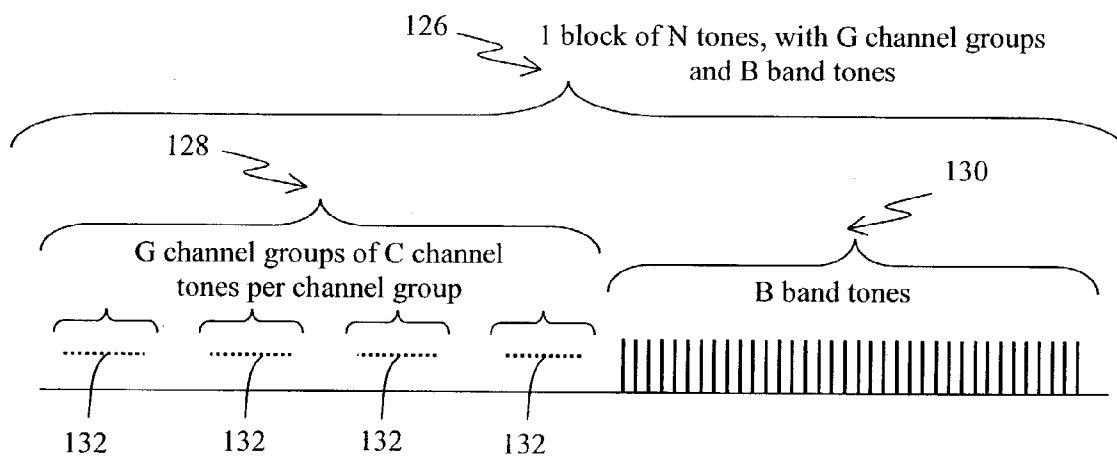 126
1 block of N tones, with G channel groups
and B band tones
128
130
G channel groups of C channel
tones per channel group
B band tones
132
132
132
132